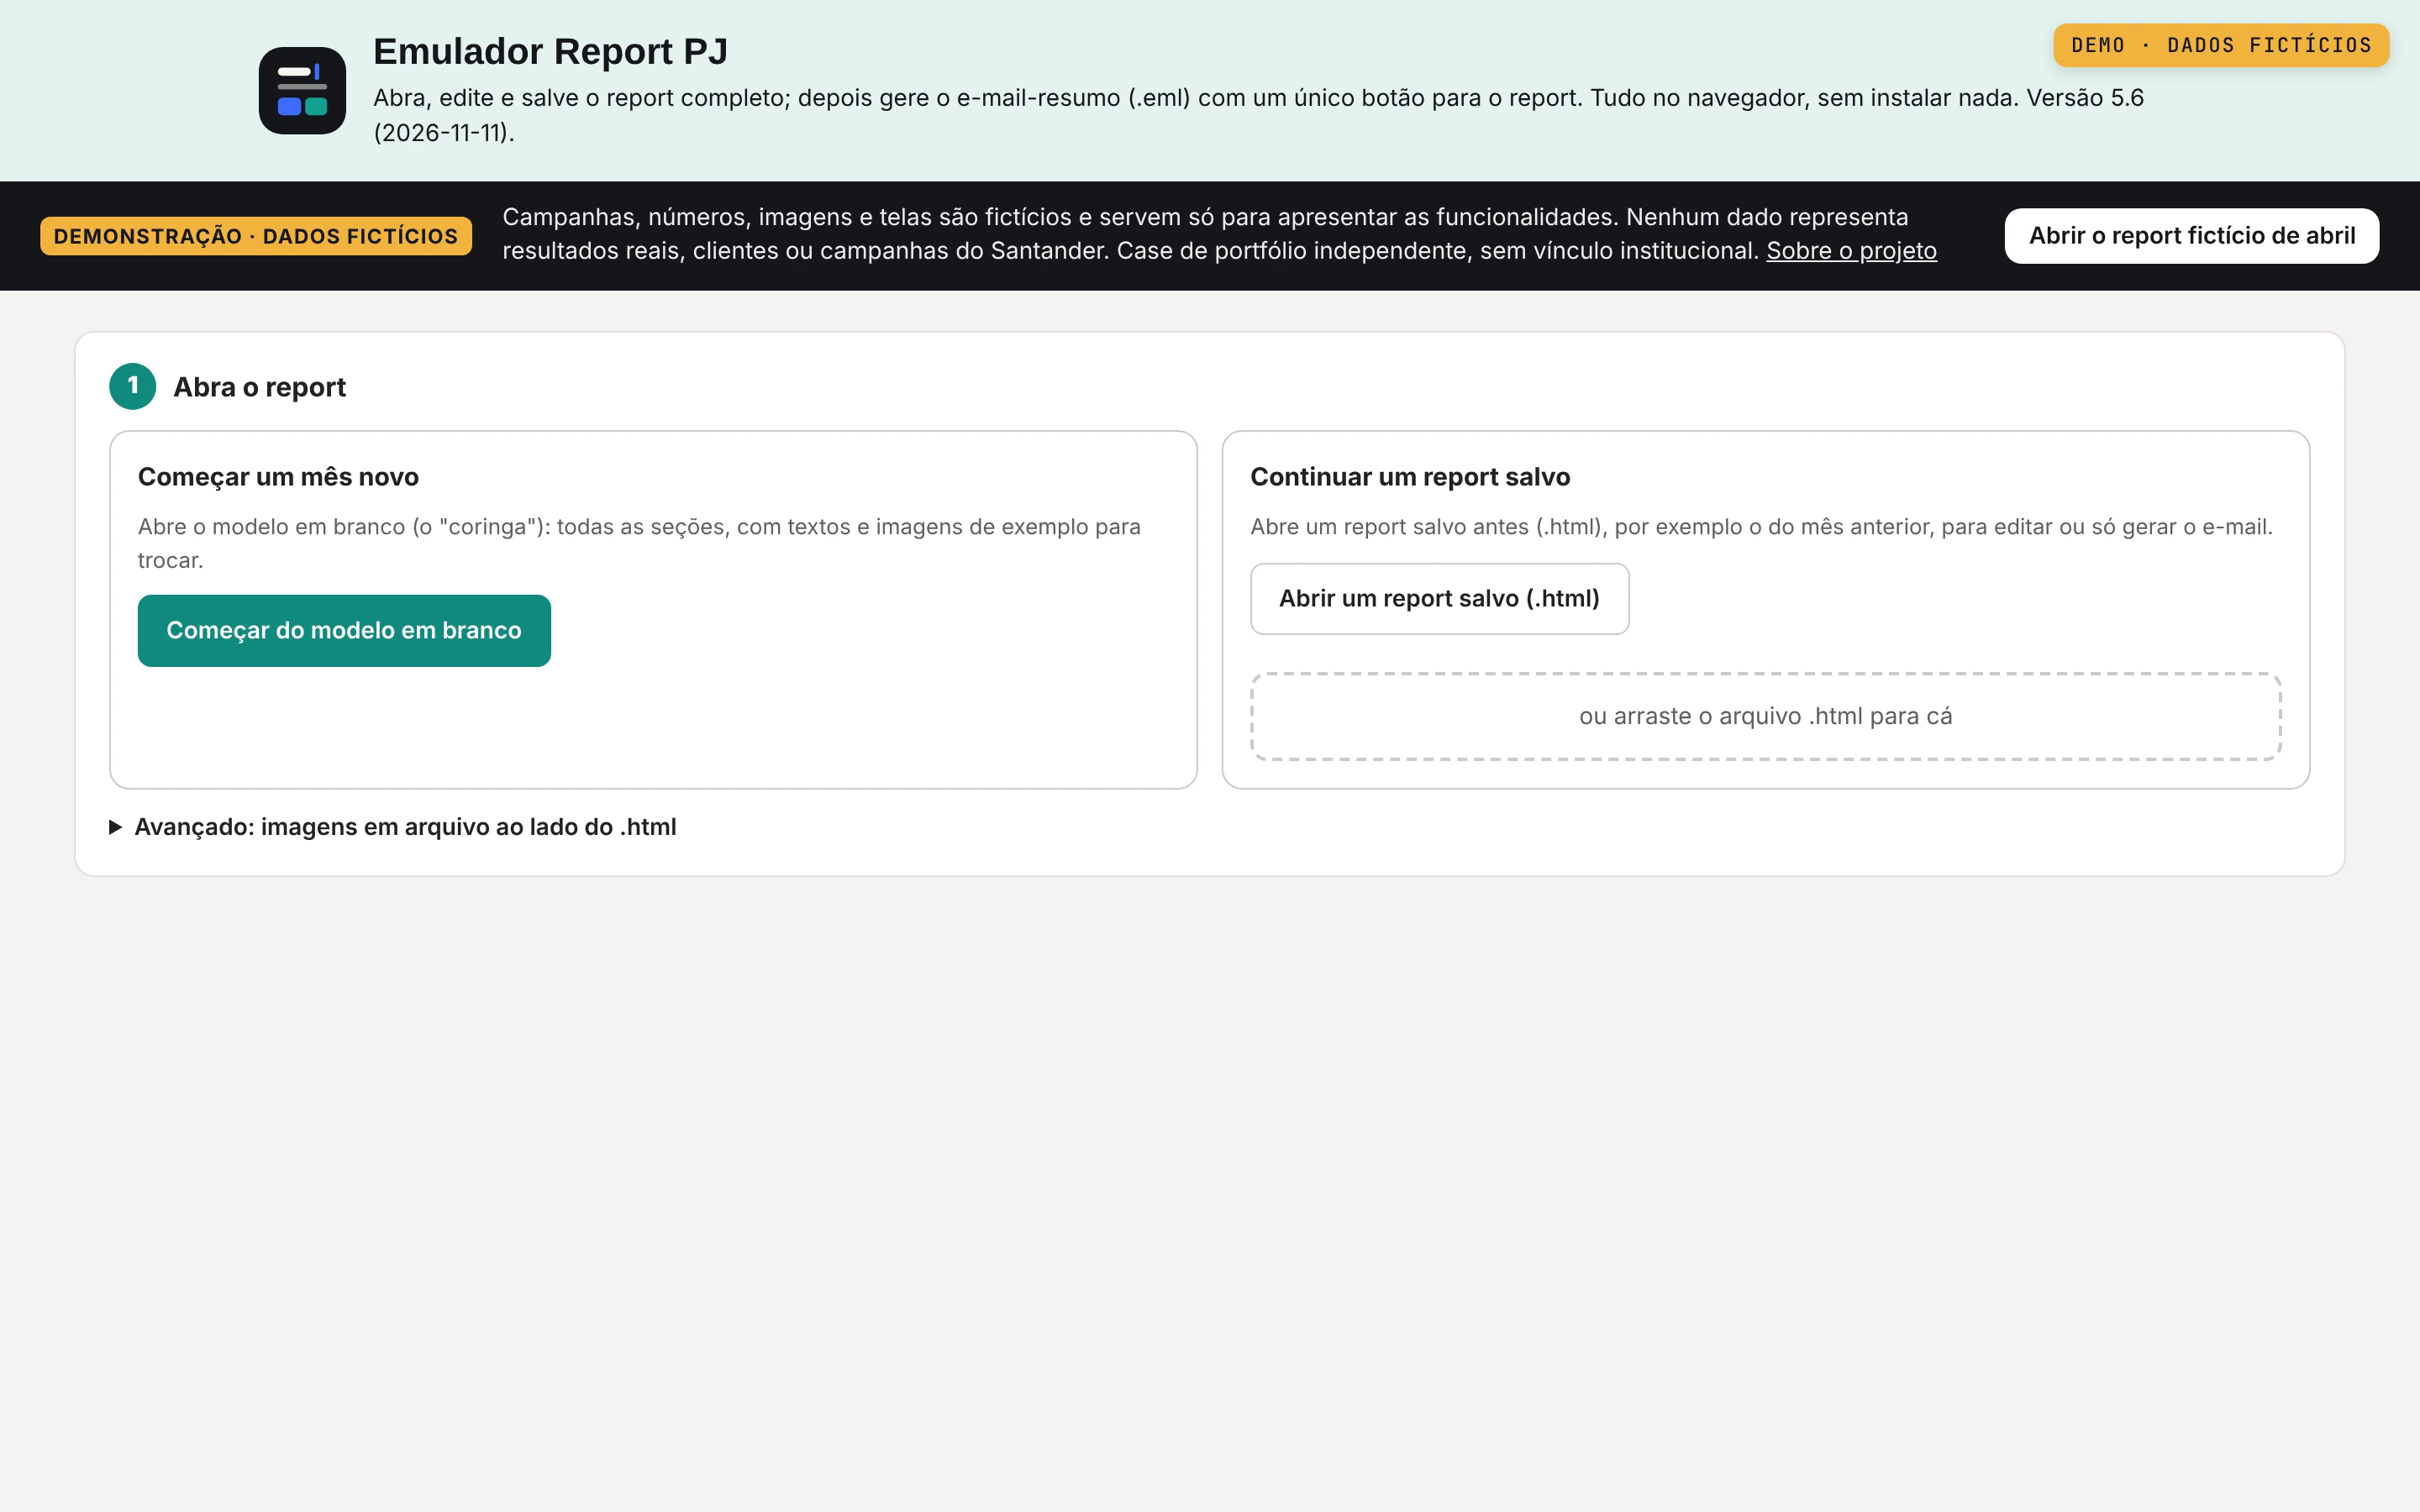 Emulador Report PJ
DEMO · DADOS FICTÍCIOS
Abra, edite e salve o report completo; depois gere o e-mail-resumo (.eml) com um único botão para o report. Tudo no navegador, sem instalar nada. Versão 5.6
(2026-11-11).
DEMONSTRAÇÃO · DADOS FICTÍCIOS
Campanhas, números, imagens e telas são fictícios e servem só para apresentar as funcionalidades. Nenhum dado representa
resultados reais, clientes ou campanhas do Santander. Case de portfólio independente, sem vínculo institucional. Sobre o projeto
Abrir o report fictício de abril
1 Abra o report
Começar um mês novo
Abre o modelo em branco (o "coringa"): todas as seções, com textos e imagens de exemplo para
trocar.
Começar do modelo em branco
Continuar um report salvo
Abre um report salvo antes (.html), por exemplo o do mês anterior, para editar ou só gerar o e-mail.
Abrir um report salvo (.html)
ou arraste o arquivo .html para cá
Avançado: imagens em arquivo ao lado do .html